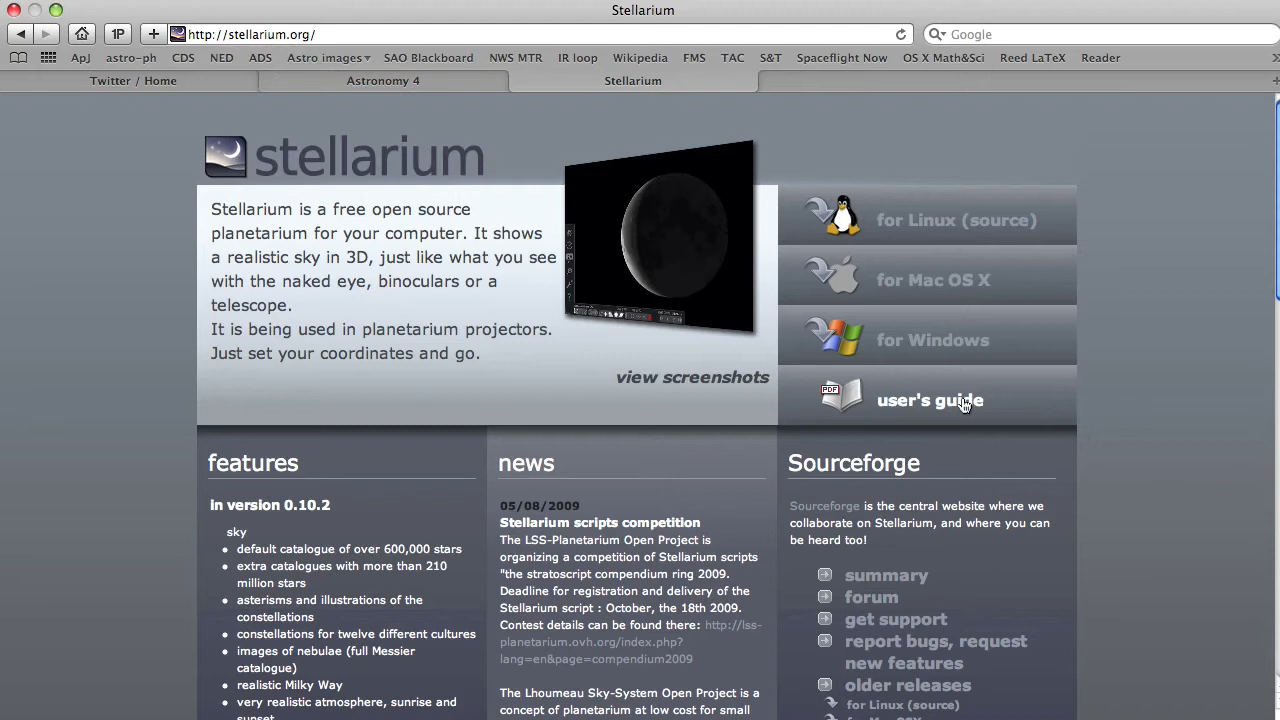 Stellarium
1P
http://stellarium.org/
Google
ApJ astro-ph CDS NED ADS Astro images SAO Blackboard NWS MTR IR loop Wikipedia FMS TAC S&T Spaceflight Now OS X Math&Sci Reed LaTeX Reader
Twitter / Home Astronomy 4 Stellarium
stellarium
Stellarium is a free open source
planetarium for your computer. It shows
a realistic sky in 3D, just like what you see
with the naked eye, binoculars or a
telescope.
It is being used in planetarium projectors.
Just set your coordinates and go.
view screenshots
for Linux (source)
for Mac OS X
for Windows
PDF
user's guide
features
in version 0.10.2
sky
default catalogue of over 600,000 stars
extra catalogues with more than 210
million stars
asterisms and illustrations of the
constellations
constellations for twelve different cultures
images of nebulae (full Messier
catalogue)
realistic Milky Way
very realistic atmosphere, sunrise and
sunset
news
05/08/2009
Stellarium scripts competition
The LSS-Planetarium Open Project is
organizing a competition of Stellarium scripts
"the stratoscript compendium ring 2009.
Deadline for registration and delivery of the
Stellarium script : October, the 18th 2009.
Contest details can be found there: http://lss-
planetarium.ovh.org/index.php?
lang=en&page=compendium2009
The Lhoumeau Sky-System Open Project is a
concept of planetarium at low cost for small
Sourceforge
Sourceforge is the central website where we
collaborate on Stellarium, and where you can
be heard too!
summary
forum
get support
report bugs, request
new features
older releases
for Linux (source)